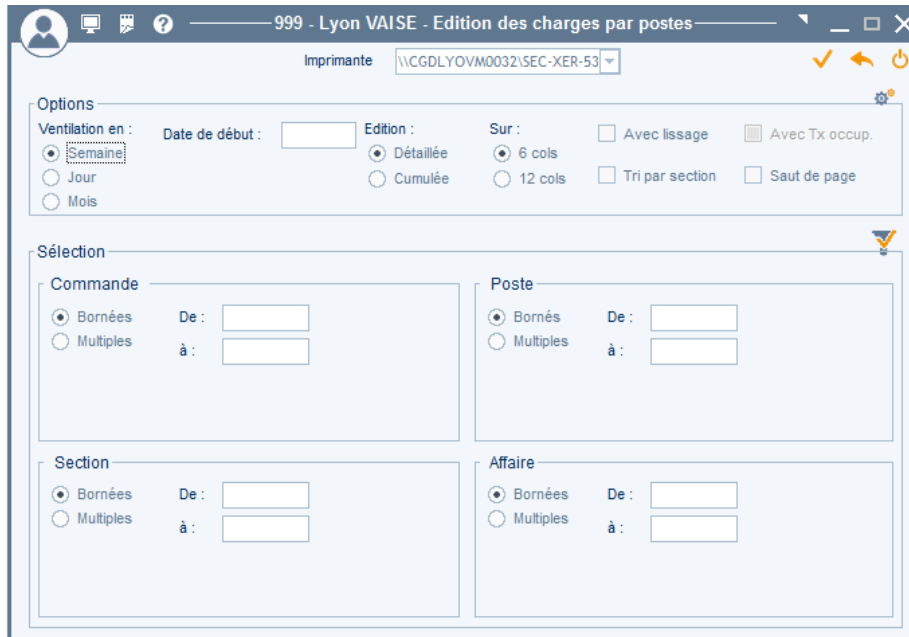 999 - Lyon VAISE - Edition des charges par postes
Imprimante \\CGDLYOVM0032\SEC-XER-53
Options
Ventilation en : Date de début : Edition : Sur : Avec lissage Avec Tx occup.
Semaine Détaillée 6 cols
Jour Cumulée 12 cols Tri par section Saut de page
Mois
Sélection
Commande Poste
Bornées De : Bornés De :
Multiples à : Multiples à :
Section Affaire
Bornées De : Bornées De :
Multiples à : Multiples à :